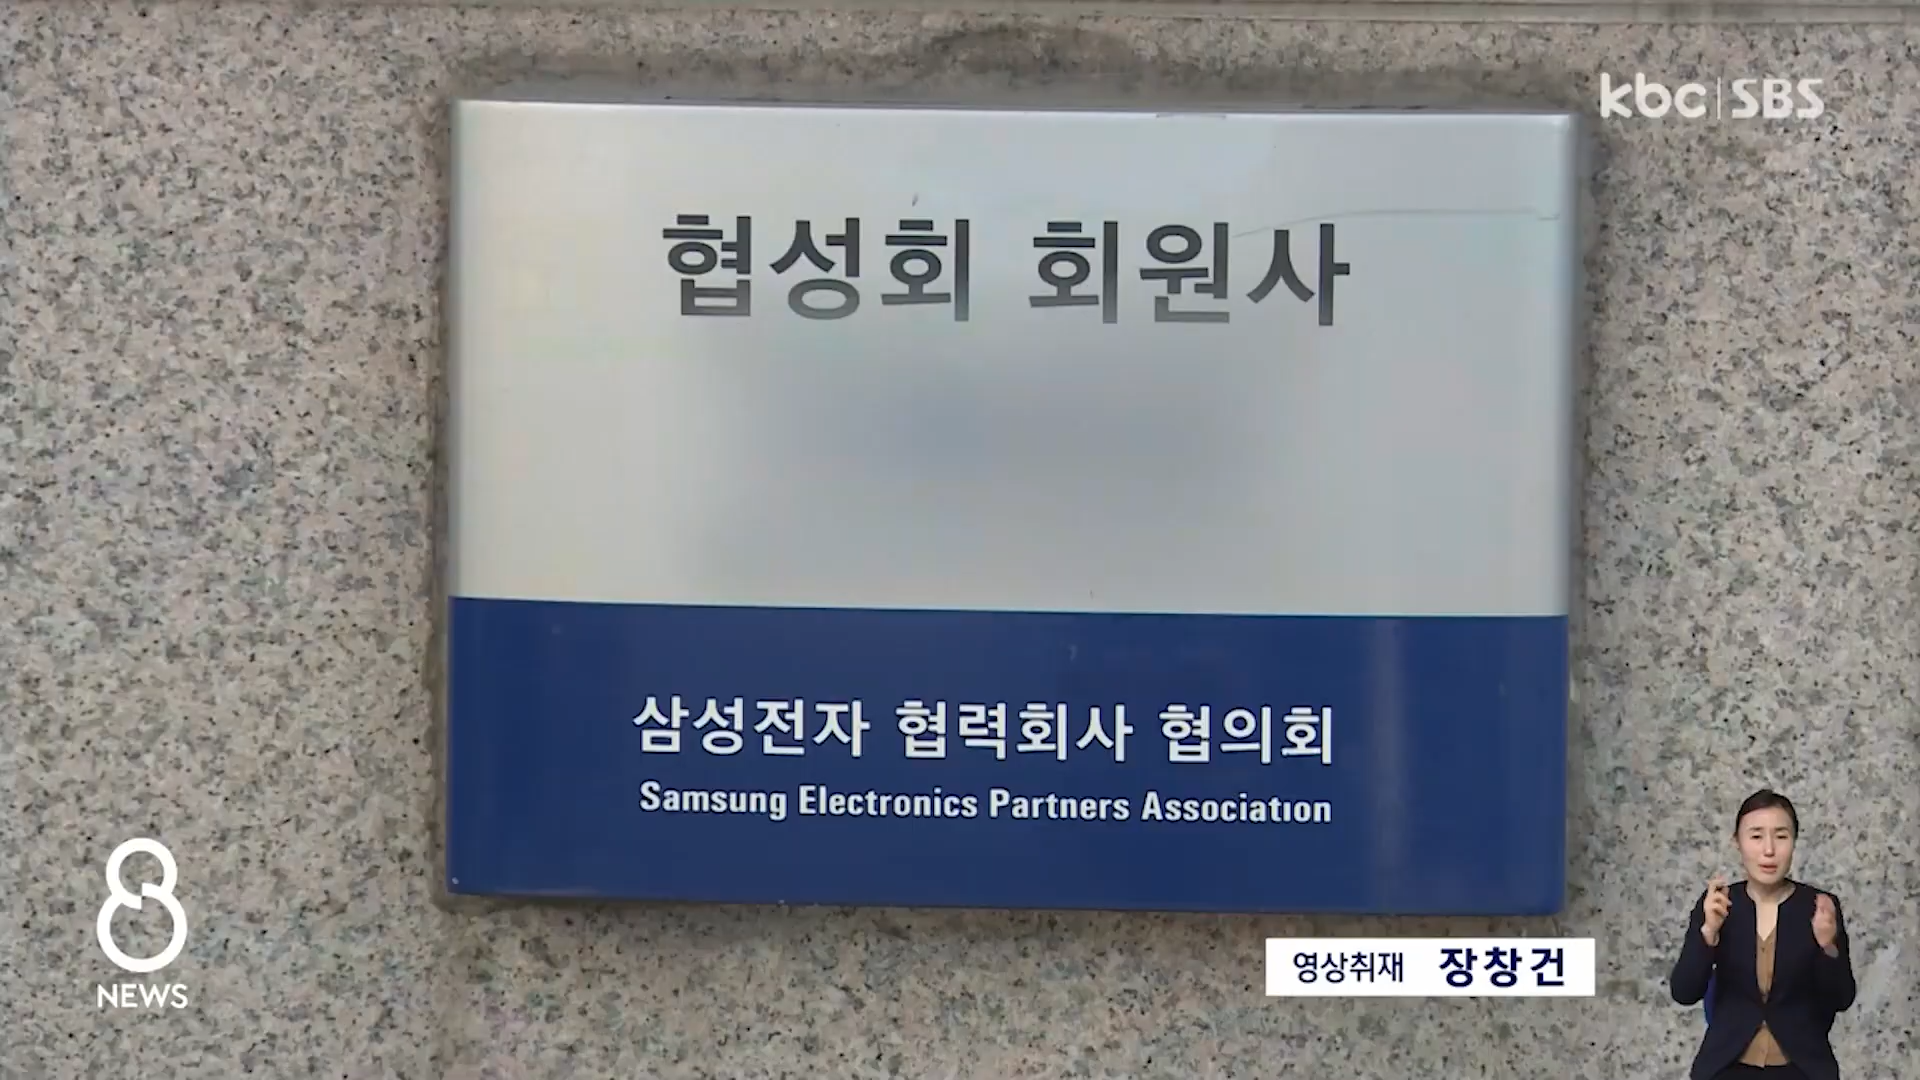 kbc SBS
협성회 회원사
삼성전자 협력회사 협의회
Samsung Electronics Partners Association
8
NEWS
영상취재 장창건